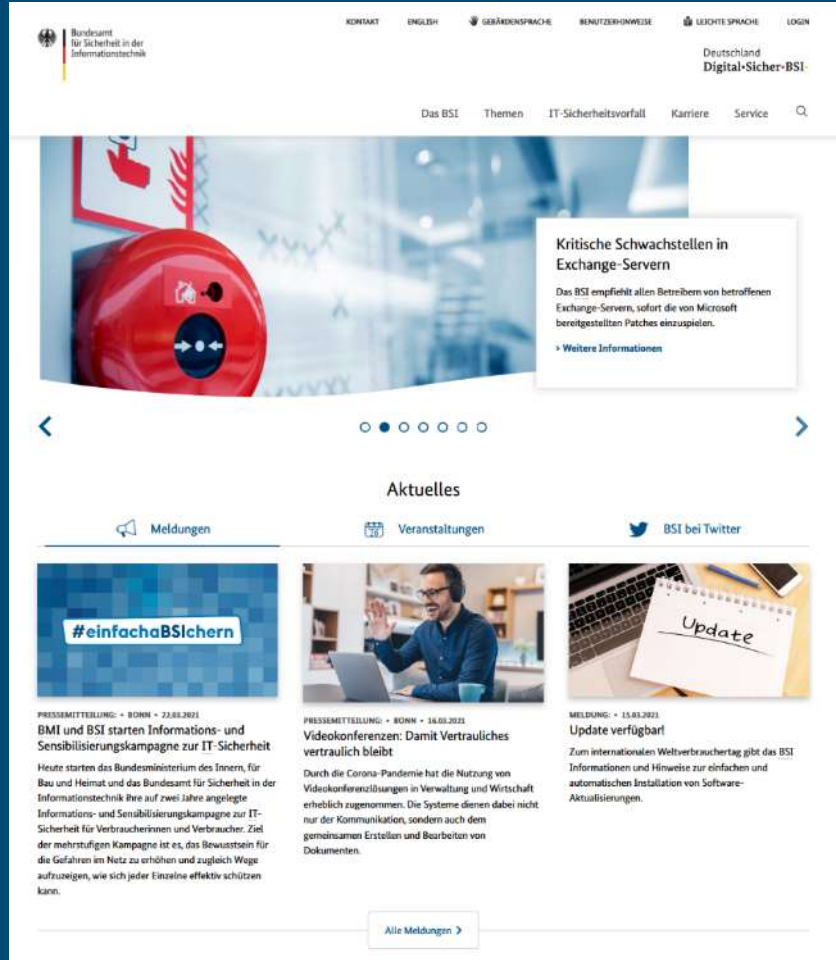 Bundesamt
für Sicherheit in der
Informationstechnik
KONTAKT ENGLISH GEBÄRDENSPRACHE BENUTZERHINWEISE LEICHTE SPRACHE LOGIN
Deutschland
Digital•Sicher•BSI•
Das BSI Themen IT-Sicherheitsvorfall Karriere Service
Kritische Schwachstellen in
Exchange-Servern
Das BSI empfiehlt allen Betreibern von betroffenen
Exchange-Servern, sofort die von Microsoft
bereitgestellten Patches einzuspielen.
› Weitere Informationen
Aktuelles
Meldungen Veranstaltungen BSI bei Twitter
#einfachaBSIchern
PRESSEMITTEILUNG: • BONN • 22.03.2021
BMI und BSI starten Informations- und
Sensibilisierungskampagne zur IT-Sicherheit
Heute starten das Bundesministerium des Innern, für
Bau und Heimat und das Bundesamt für Sicherheit in der
Informationstechnik ihre auf zwei Jahre angelegte
Informations- und Sensibilisierungskampagne zur IT-
Sicherheit für Verbraucherinnen und Verbraucher. Ziel
der mehrstufigen Kampagne ist es, das Bewusstsein für
die Gefahren im Netz zu erhöhen und zugleich Wege
aufzuzeigen, wie sich jeder Einzelne effektiv schützen
kann.
PRESSEMITTEILUNG: • BONN • 16.03.2021
Videokonferenzen: Damit Vertrauliches
vertraulich bleibt
Durch die Corona-Pandemie hat die Nutzung von
Videokonferenzlösungen in Verwaltung und Wirtschaft
erheblich zugenommen. Die Systeme dienen dabei nicht
nur der Kommunikation, sondern auch dem
gemeinsamen Erstellen und Bearbeiten von
Dokumenten.
Update
MELDUNG: • 15.03.2021
Update verfügbar!
Zum internationalen Weltverbrauchertag gibt das BSI
Informationen und Hinweise zur einfachen und
automatischen Installation von Software-
Aktualisierungen.
Alle Meldungen ›